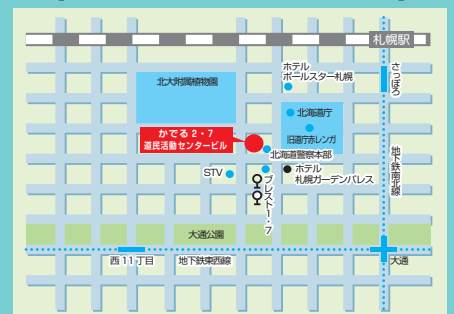 札幌駅
さっぽろ
ホテル
ポールスター札幌
北大附属植物園
北海道庁
旧道庁赤レンガ
かでる2・7
道民活動センタービル
北海道警察本部
地下鉄南北線
STV
ホテル
札幌ガーデンパレス
プレスト1・7
大通公園
西11丁目
地下鉄東西線
大通